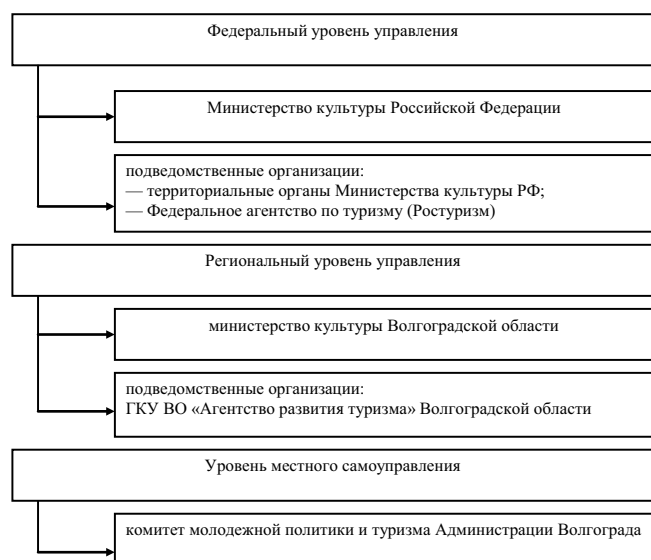 Федеральный уровень управления
Министерство культуры Российской Федерации
подведомственные организации:
— территориальные органы Министерства культуры РФ;
— Федеральное агентство по туризму (Ростуризм)
Региональный уровень управления
министерство культуры Волгоградской области
подведомственные организации:
ГКУ ВО «Агентство развития туризма» Волгоградской области
Уровень местного самоуправления
комитет молодежной политики и туризма Администрации Волгограда